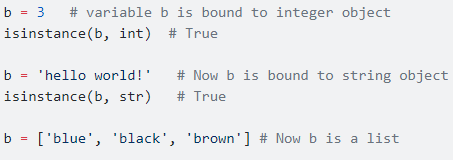 b = 3   # variable b is bound to integer object
isinstance(b, int)  # True
b = 'hello world!'   # Now b is bound to string object
isinstance(b, str)   # True
b = ['blue', 'black', 'brown'] # Now b is a list